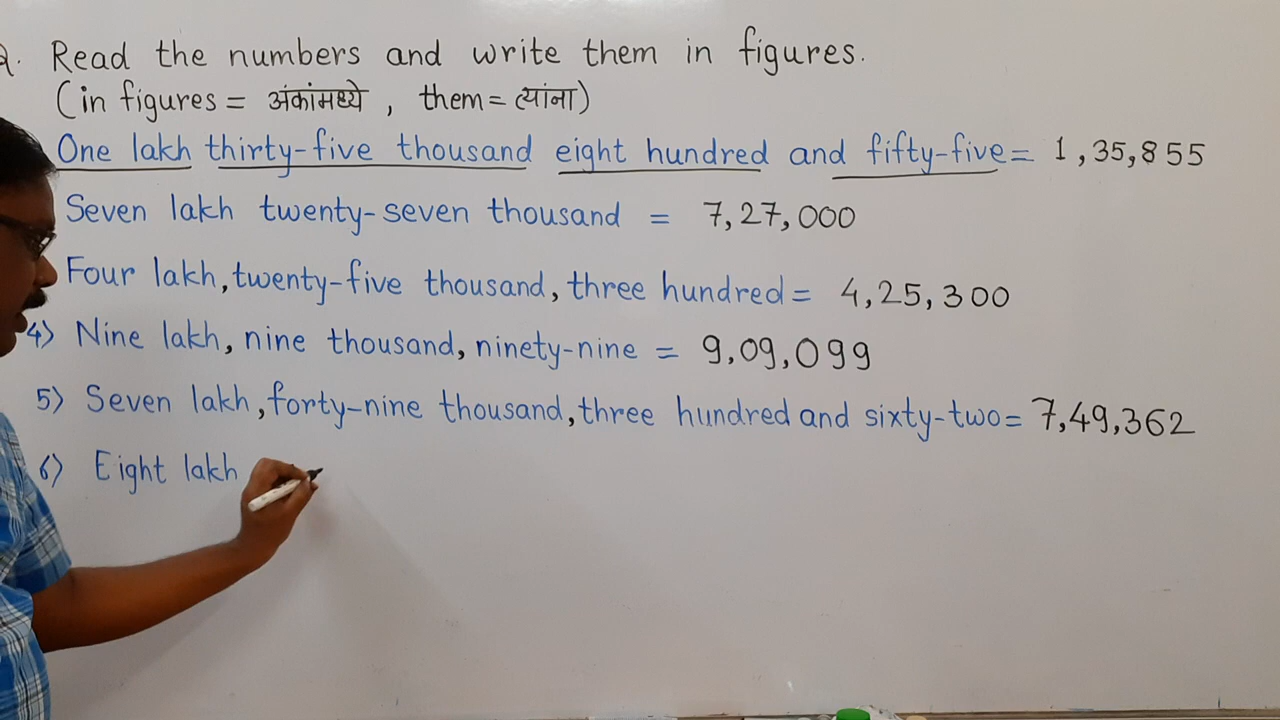 Q. Read the numbers and write them in figures.
(in figures = अंकांमध्ये , them = त्यांना)
One lakh thirty-five thousand eight hundred and fifty-five = 1,35,855
Seven lakh twenty-seven thousand = 7,27,000
Four lakh, twenty-five thousand, three hundred = 4,25,300
4) Nine lakh, nine thousand, ninety-nine = 9,09,099
5) Seven lakh, forty-nine thousand, three hundred and sixty-two = 7,49,362
6) Eight lakh